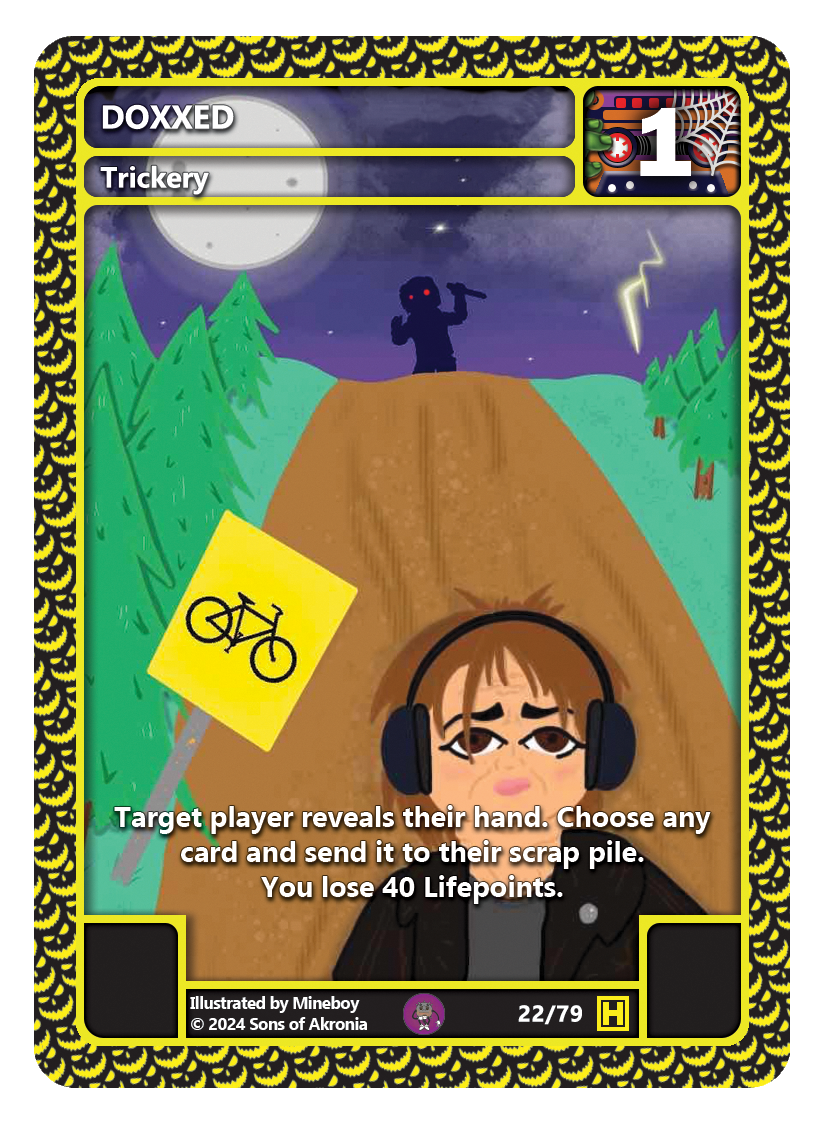 DOXXED
1
Trickery
Target player reveals their hand. Choose any
card and send it to their scrap pile.
You lose 40 Lifepoints.
Illustrated by Mineboy
© 2024 Sons of Akronia
22/79
H